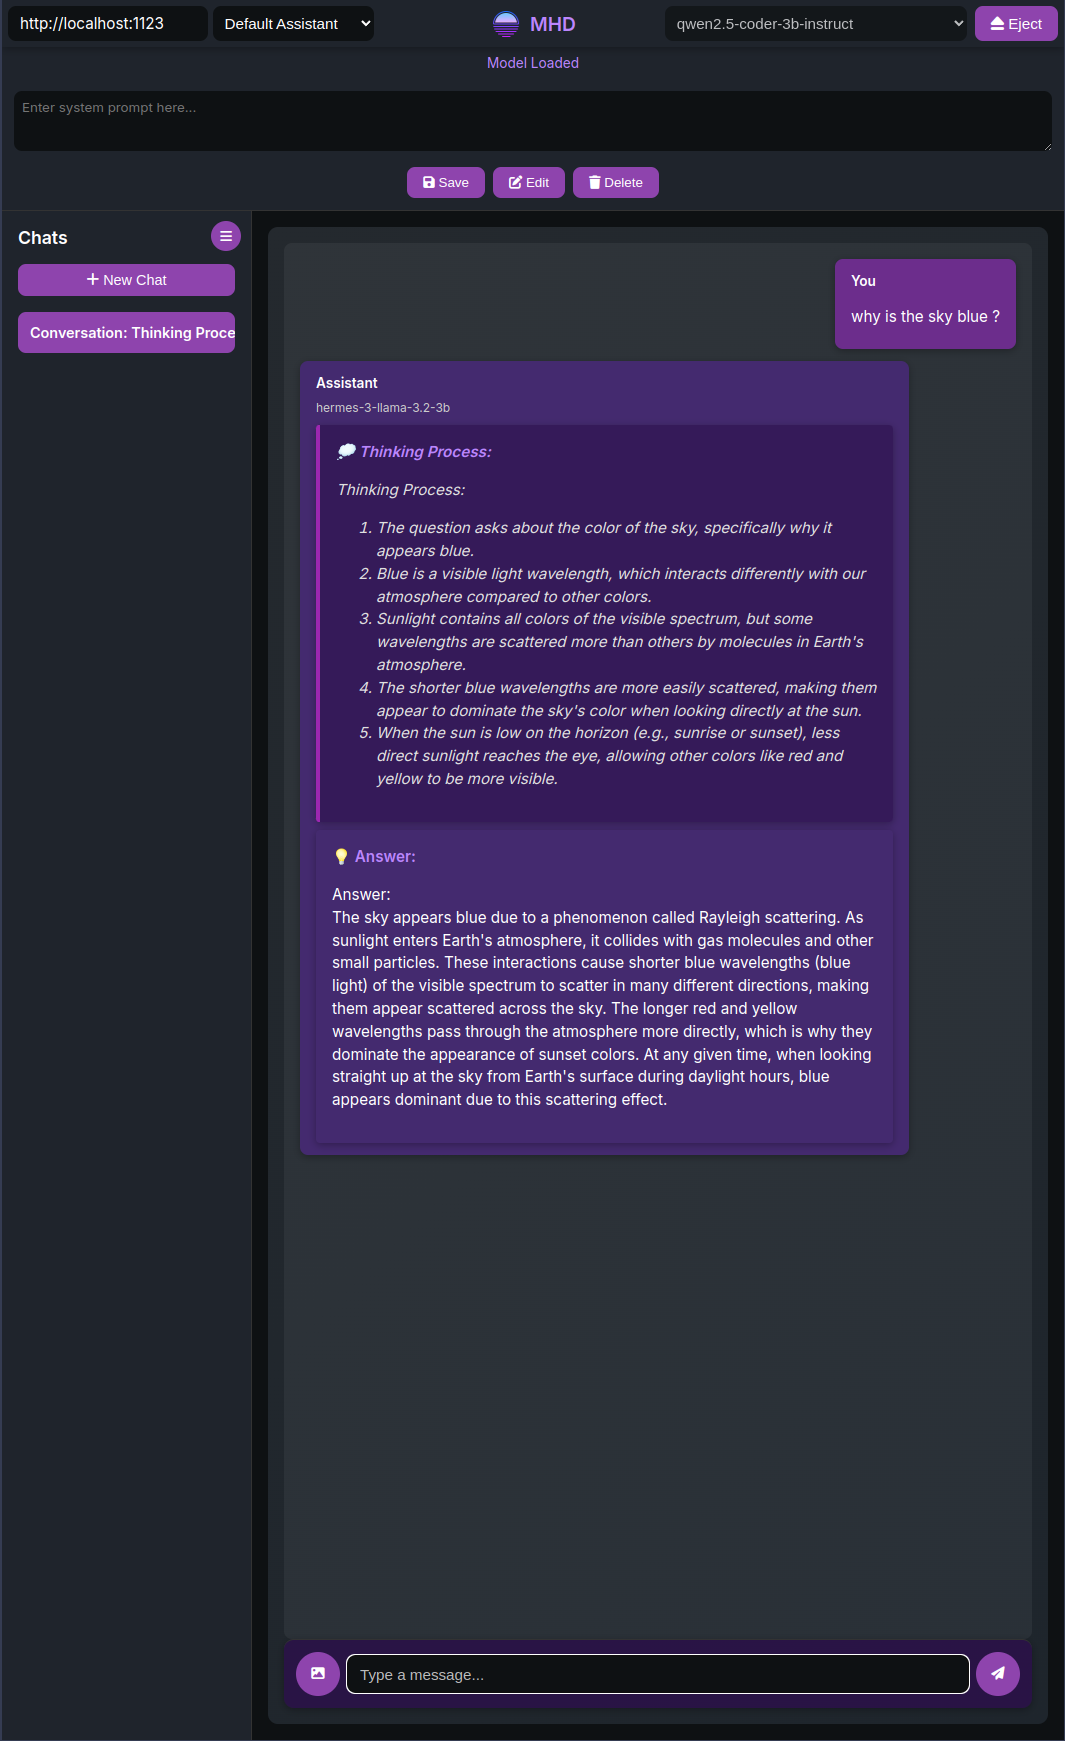 http://localhost:1123
Default Assistant
MHD
qwen2.5-coder-3b-instruct
Eject
Model Loaded
Enter system prompt here...
Save
Edit
Delete
Chats
New Chat
Conversation: Thinking Proce
You
why is the sky blue ?
Assistant
hermes-3-llama-3.2-3b
💭 Thinking Process:
Thinking Process:
1. The question asks about the color of the sky, specifically why it
appears blue.
2. Blue is a visible light wavelength, which interacts differently with our
atmosphere compared to other colors.
3. Sunlight contains all colors of the visible spectrum, but some
wavelengths are scattered more than others by molecules in Earth's
atmosphere.
4. The shorter blue wavelengths are more easily scattered, making them
appear to dominate the sky's color when looking directly at the sun.
5. When the sun is low on the horizon (e.g., sunrise or sunset), less
direct sunlight reaches the eye, allowing other colors like red and
yellow to be more visible.
💡 Answer:
Answer:
The sky appears blue due to a phenomenon called Rayleigh scattering. As
sunlight enters Earth's atmosphere, it collides with gas molecules and other
small particles. These interactions cause shorter blue wavelengths (blue
light) of the visible spectrum to scatter in many different directions, making
them appear scattered across the sky. The longer red and yellow
wavelengths pass through the atmosphere more directly, which is why they
dominate the appearance of sunset colors. At any given time, when looking
straight up at the sky from Earth's surface during daylight hours, blue
appears dominant due to this scattering effect.
Type a message...